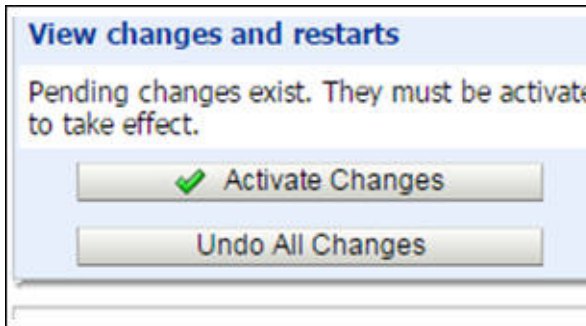 View changes and restarts
Pending changes exist. They must be activate
to take effect.
Activate Changes
Undo All Changes